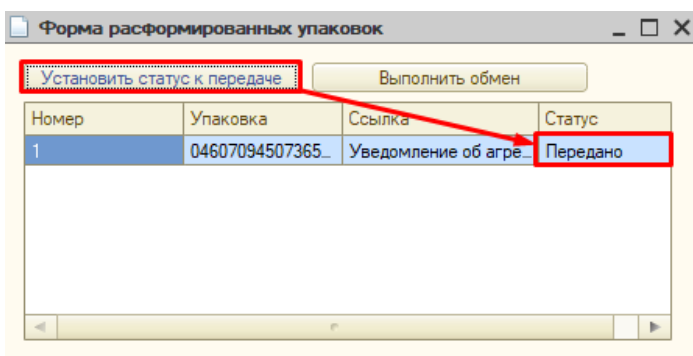 Форма расформированных упаковок
Установить статус к передаче Выполнить обмен
Номер Упаковка Ссылка Статус
1 04607094507365... Уведомление об агре... Передано